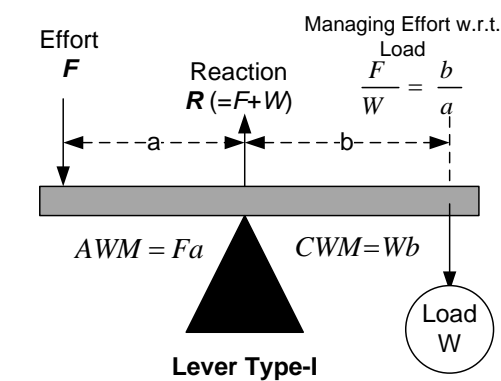 Managing Effort w.r.t.
Load
F/W = b/a
Effort
F
Reaction
R (=F+W)
a
b
AWM = Fa
CWM=Wb
Load
W
Lever Type-I